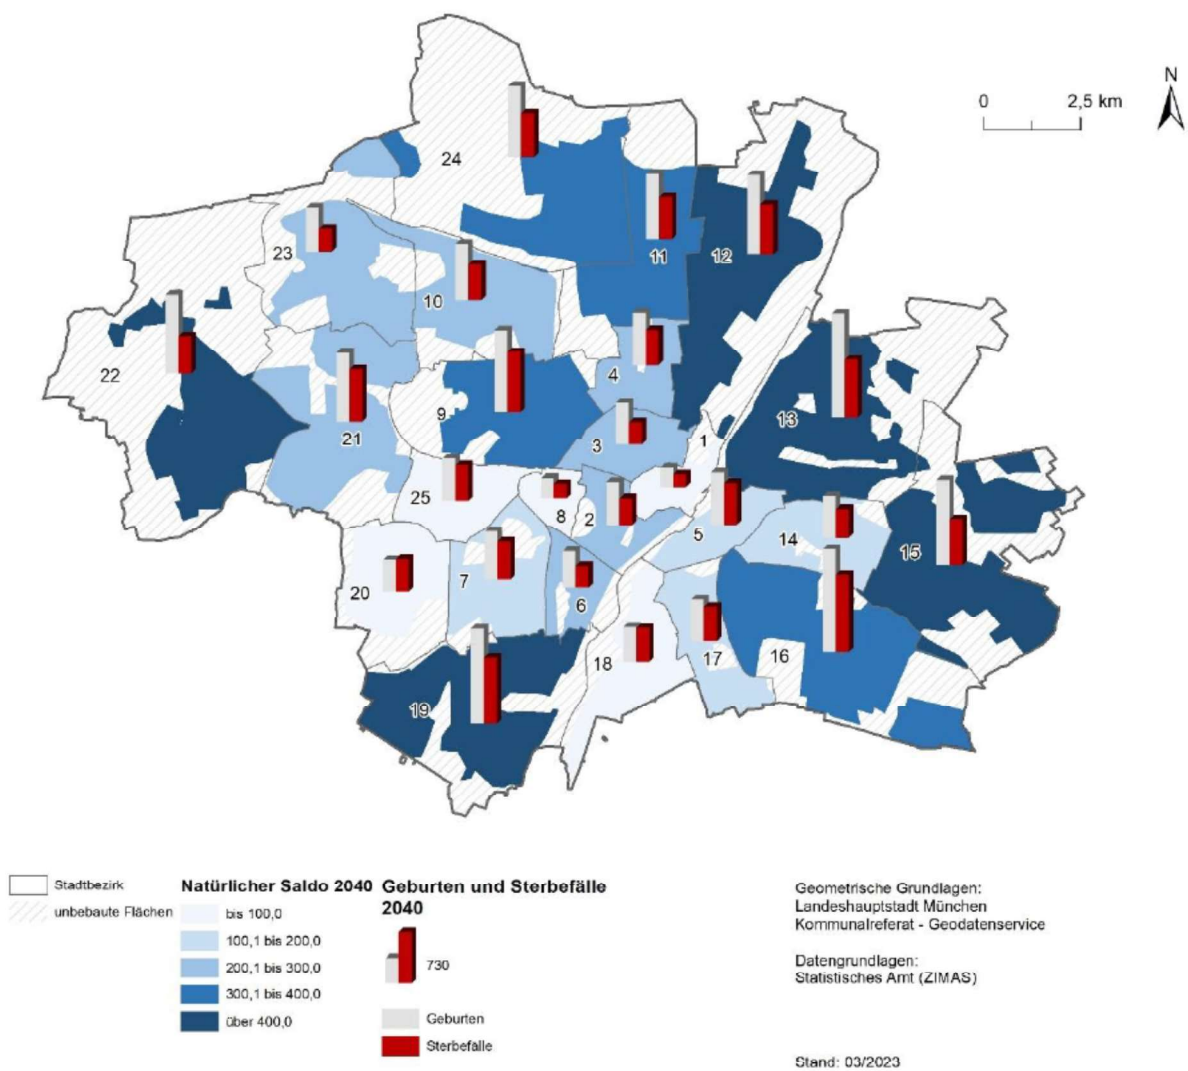 N
0 2,5 km
24
23
11
12
10
22
4
13
9
21
3
1
25
8
2
5
14
15
7
20
6
18
17
16
19
Stadtbezirk
unbebaute Flächen
Natürlicher Saldo 2040
bis 100,0
100,1 bis 200,0
200,1 bis 300,0
300,1 bis 400,0
über 400,0
Geburten und Sterbefälle
2040
730
Geburten
Sterbefälle
Geometrische Grundlagen:
Landeshauptstadt München
Kommunalreferat - Geodatenservice
Datengrundlagen:
Statistisches Amt (ZIMAS)
Stand: 03/2023